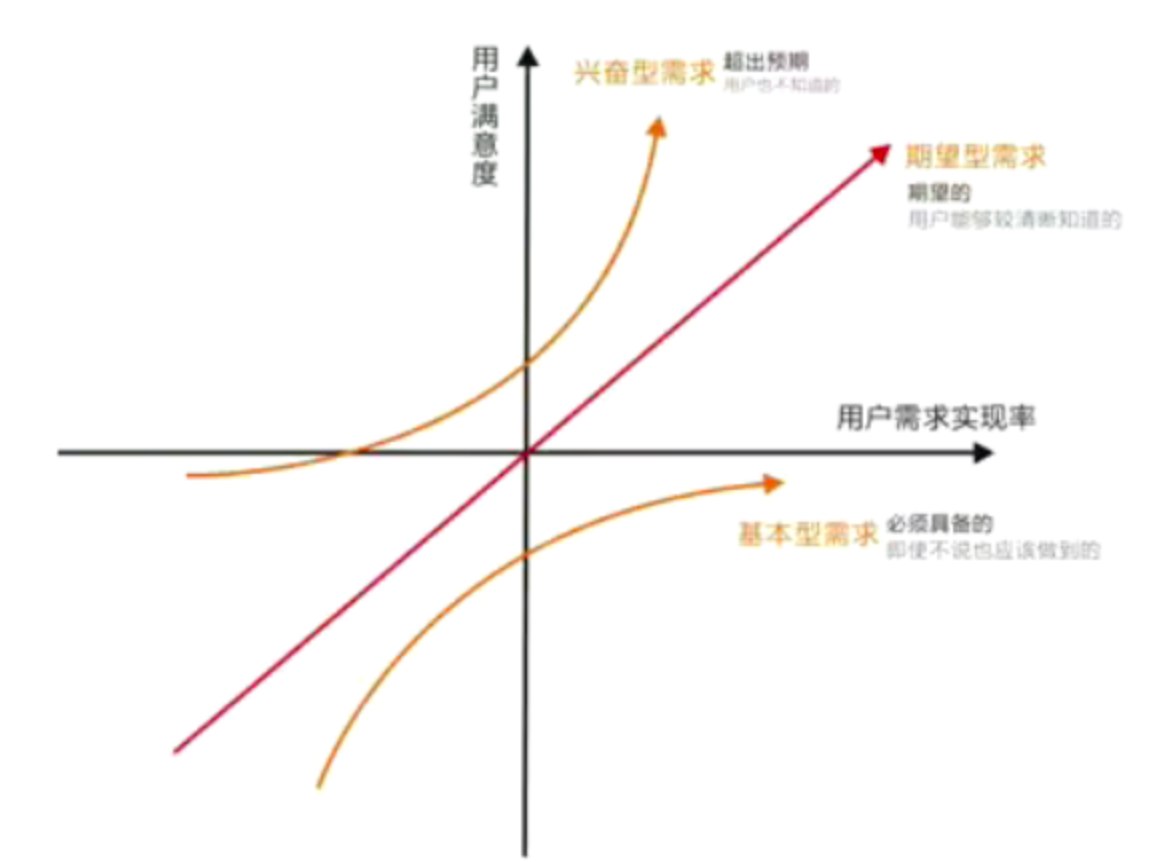 用户满意度
兴奋型需求
超出预期
用户也不知道的
期望型需求
期望的
用户能够较清晰知道的
用户需求实现率
基本型需求
必须具备的
即使不说也应该做到的